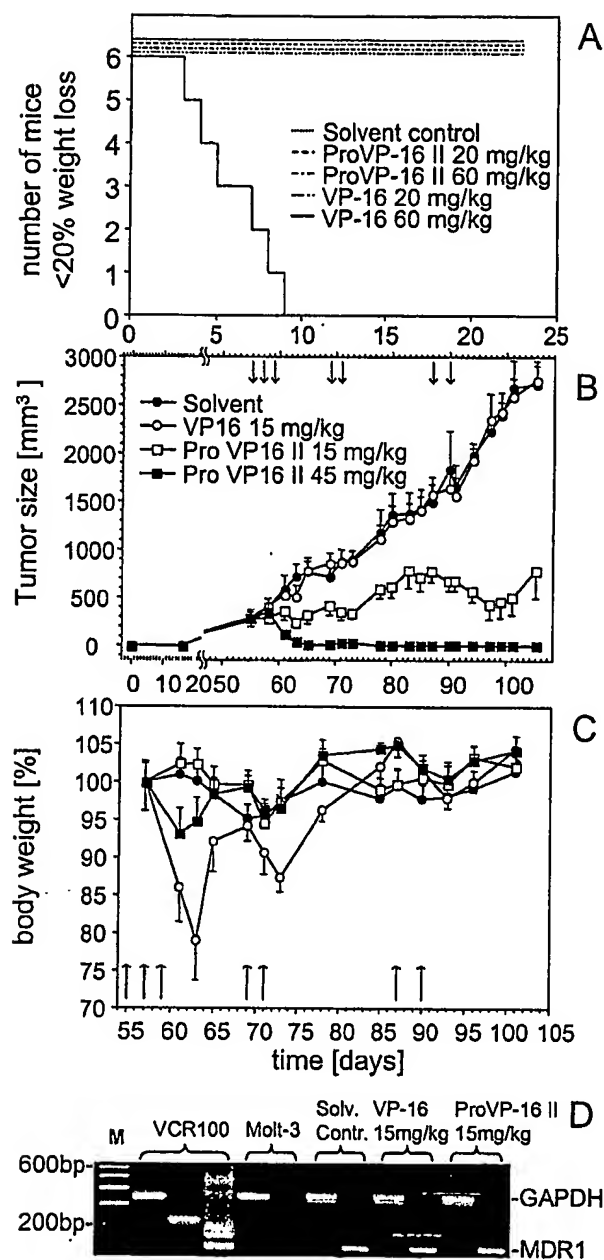 A
number of mice
<20% weight loss
6
5
4
3
2
1
0
Solvent control
ProVP-16 II 20 mg/kg
ProVP-16 II 60 mg/kg
VP-16 20 mg/kg
VP-16 60 mg/kg
0 5 10 15 20 25
B
Tumor size [mm³]
3000
2500
2000
1500
1000
500
0
Solvent
VP16 15 mg/kg
Pro VP16 II 15 mg/kg
Pro VP16 II 45 mg/kg
0 10 20 50 60 70 80 90 100
C
body weight [%]
110
105
100
95
90
85
80
75
70
55 60 65 70 75 80 85 90 95 100 105
time [days]
D
Solv. VP-16 ProVP-16 II
M VCR100 Molt-3 Contr. 15mg/kg 15mg/kg
600bp-
200bp-
-GAPDH
-MDR1